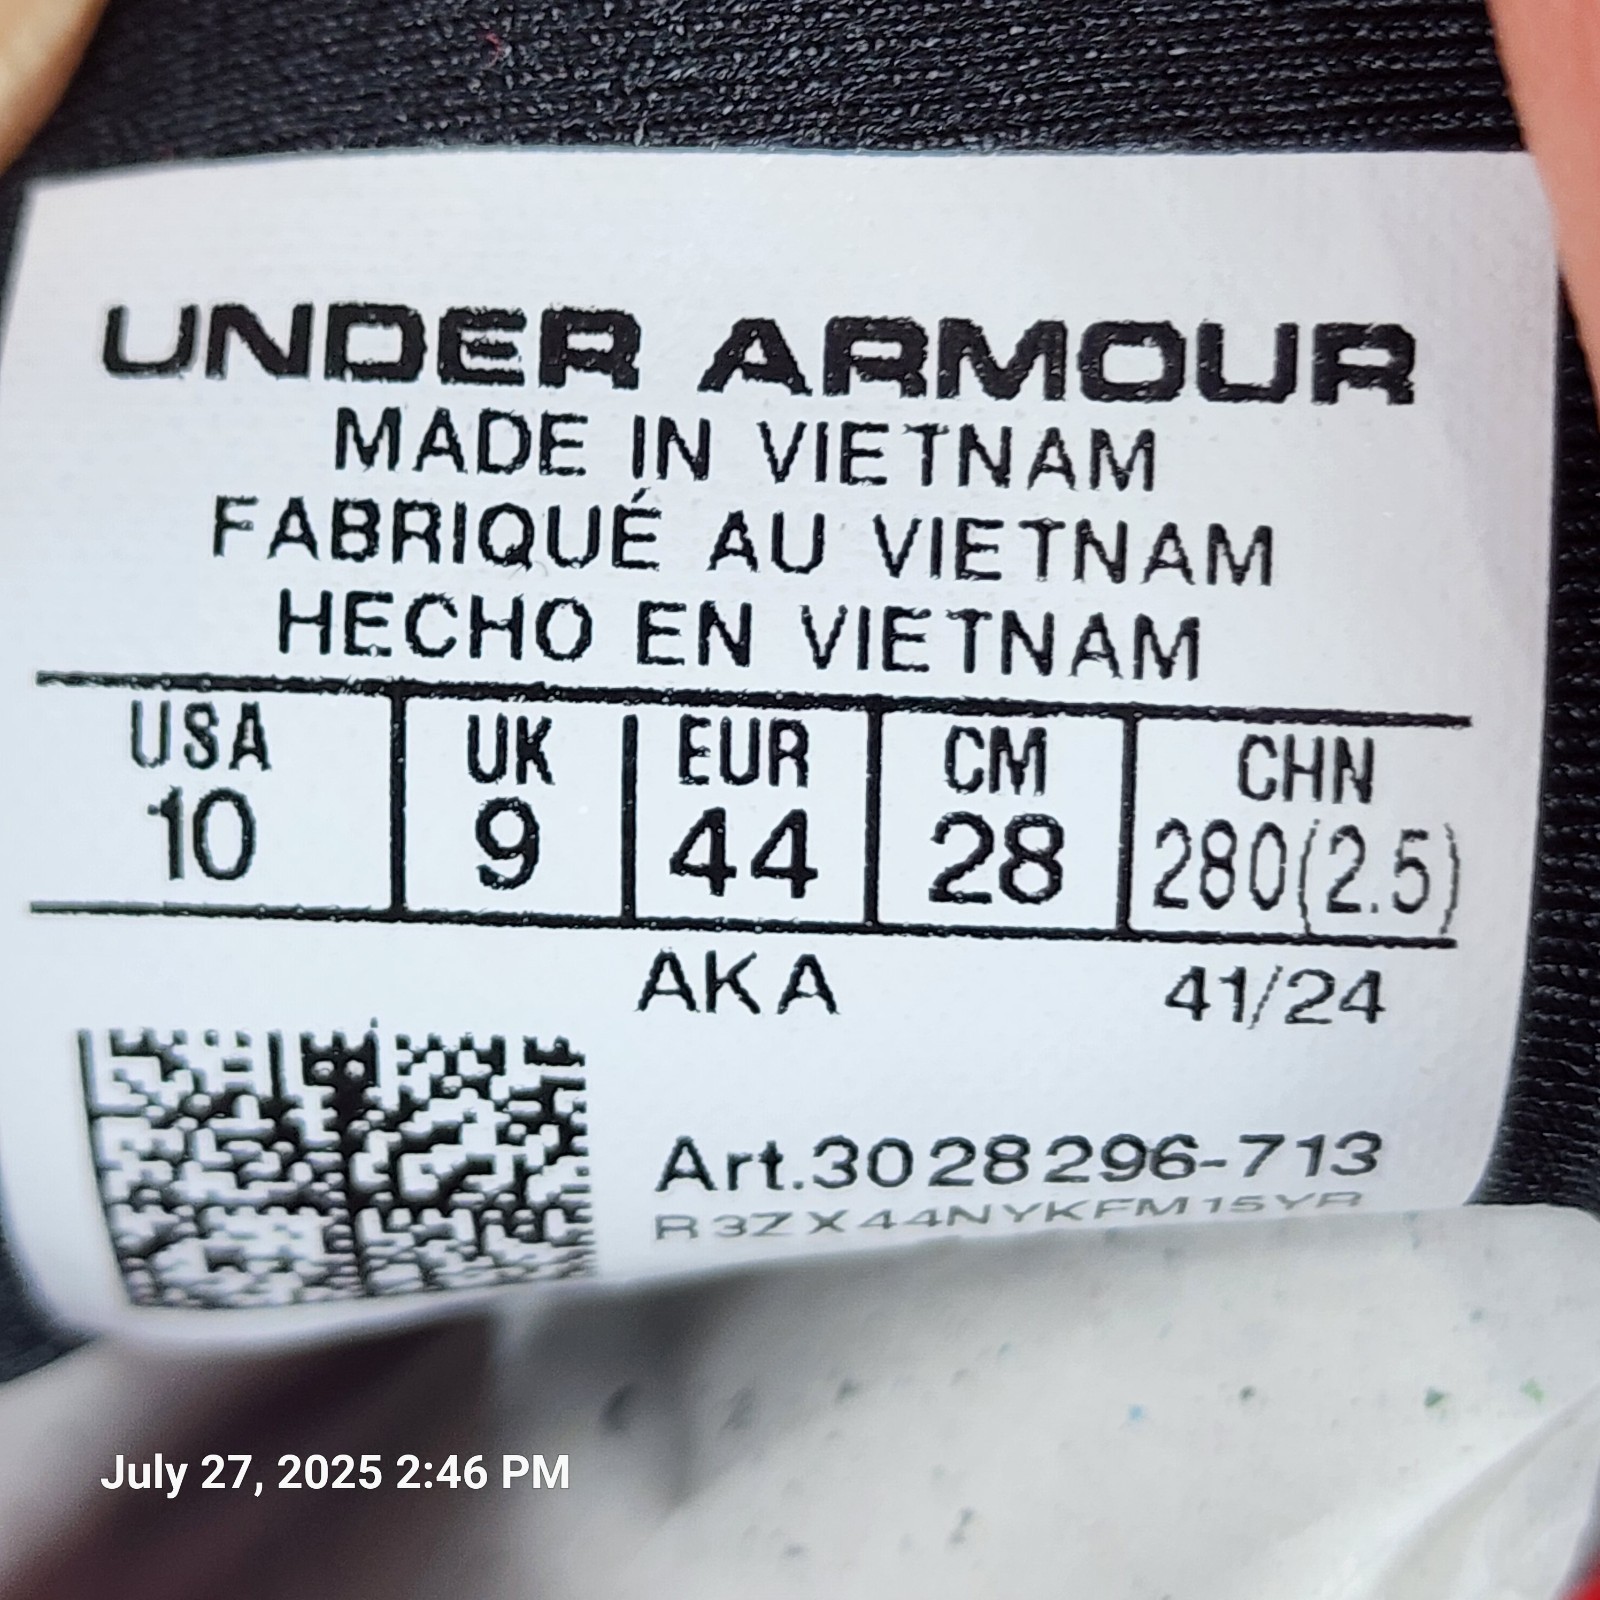 UNDER ARMOUR
MADE IN VIETNAM
FABRIQUÉ AU VIETNAM
HECHO EN VIETNAM
USA UK EUR CM CHN
10 9 44 28 280(2.5)
AKA 41/24
Art.3028296-713
R3ZX44NYKFM15YR
July 27, 2025 2:46 PM